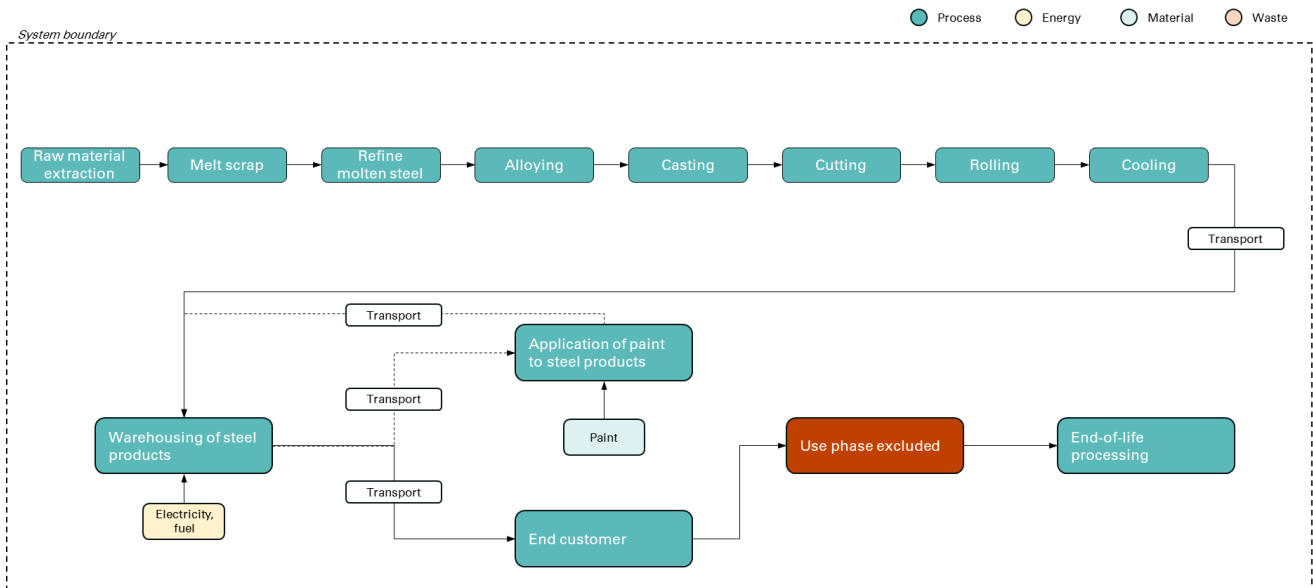 Process
Energy
Material
Waste
System boundary
Raw material
extraction
Melt scrap
Refine
molten steel
Alloying
Casting
Cutting
Rolling
Cooling
Transport
Transport
Application of paint
to steel products
Transport
Paint
Warehousing of steel
products
Use phase excluded
End-of-life
processing
Transport
Electricity,
fuel
End customer